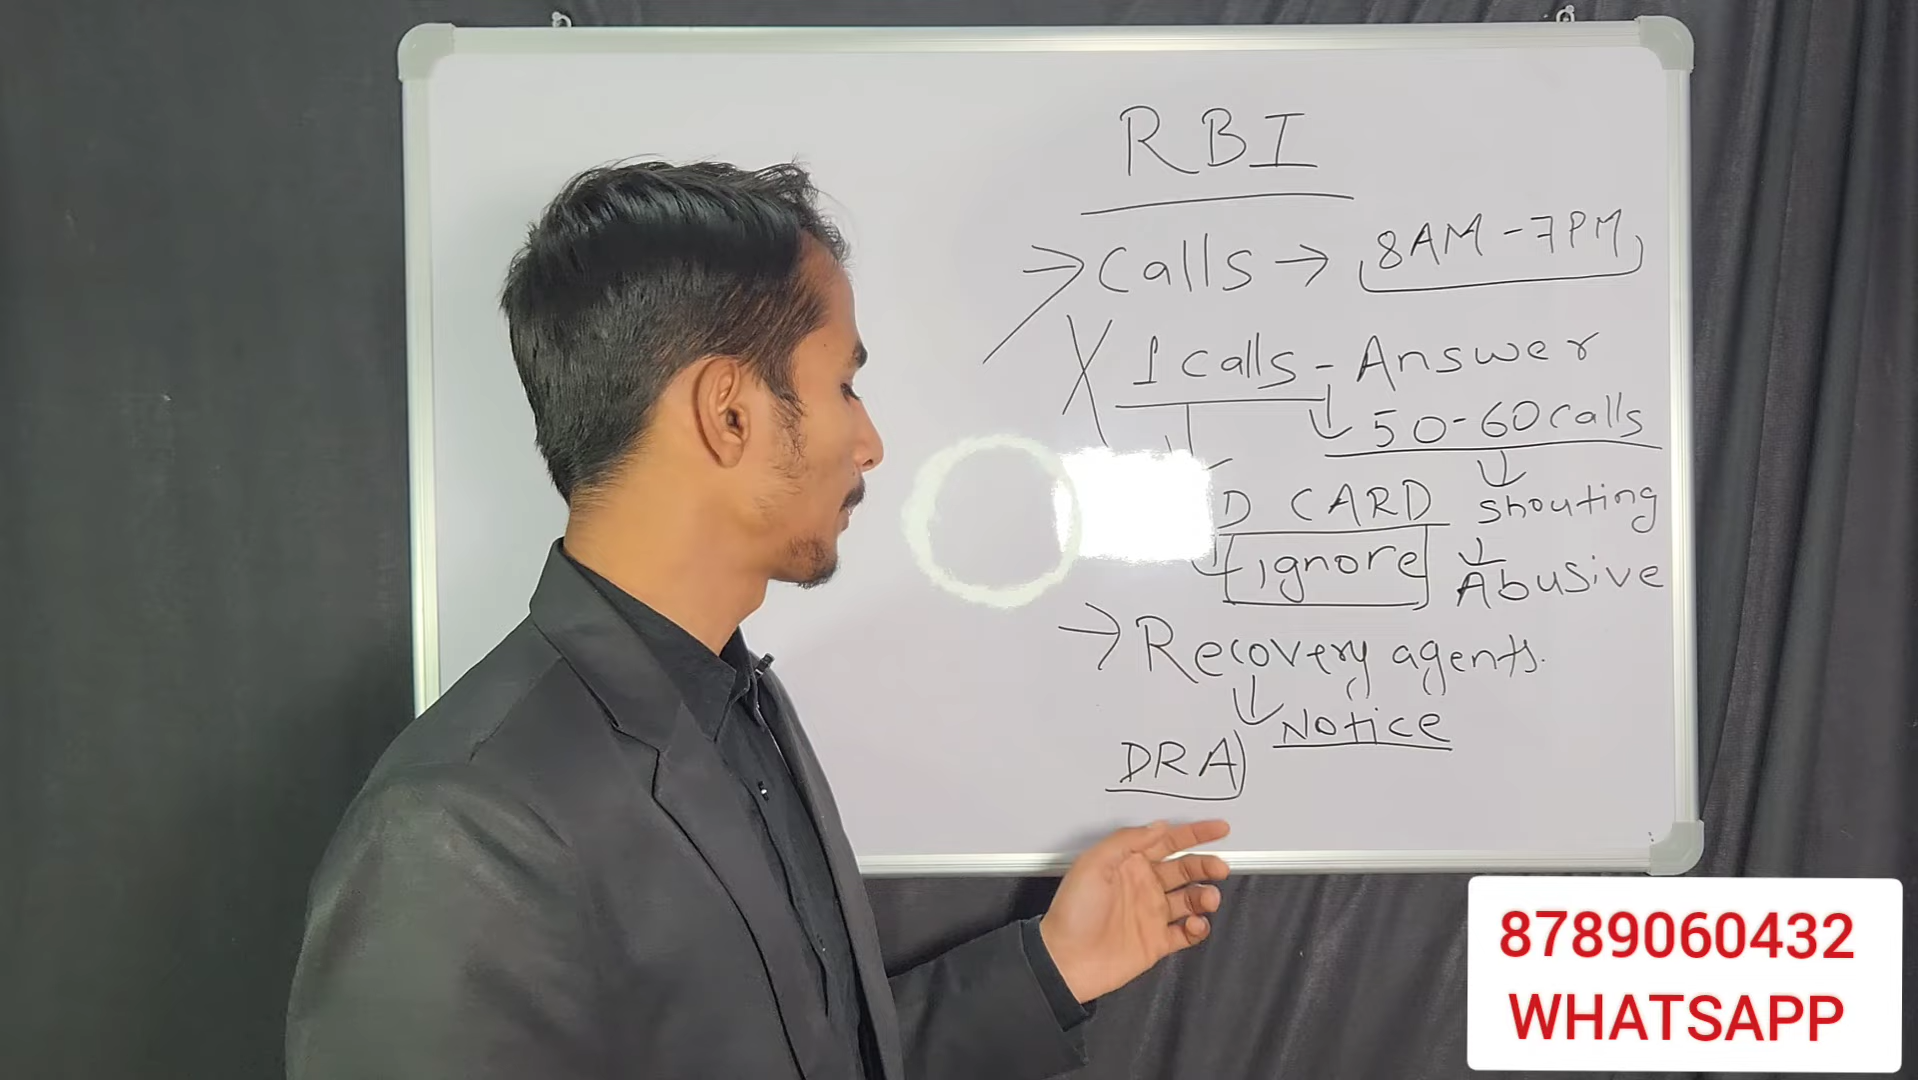 RBI
→ Calls → 8AM - 7PM
1 Calls - Answer
50-60 calls
D CARD shouting
ignore Abusive
→ Recovery agents.
Notice
DRA
8789060432
WHATSAPP